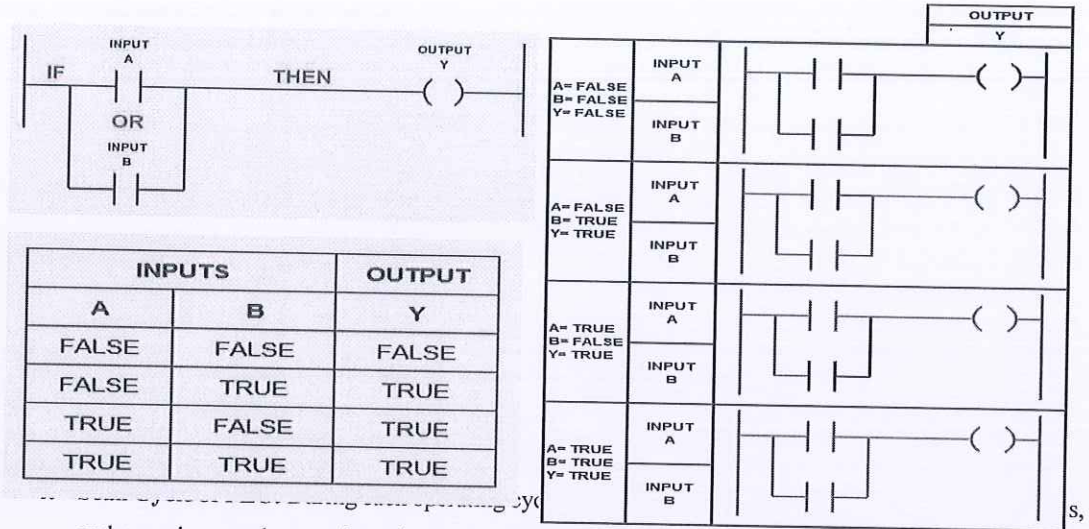 INPUT
A
OUTPUT
Y
IF
THEN
OR
INPUT
B
INPUTS OUTPUT
A B Y
FALSE FALSE FALSE
FALSE TRUE TRUE
TRUE FALSE TRUE
TRUE TRUE TRUE
OUTPUT
Y
A= FALSE
B= FALSE
Y= FALSE
INPUT
A
INPUT
B
A= FALSE
B= TRUE
Y= TRUE
INPUT
A
INPUT
B
A= TRUE
B= FALSE
Y= TRUE
INPUT
A
INPUT
B
A= TRUE
B= TRUE
Y= TRUE
INPUT
A
INPUT
B
s,